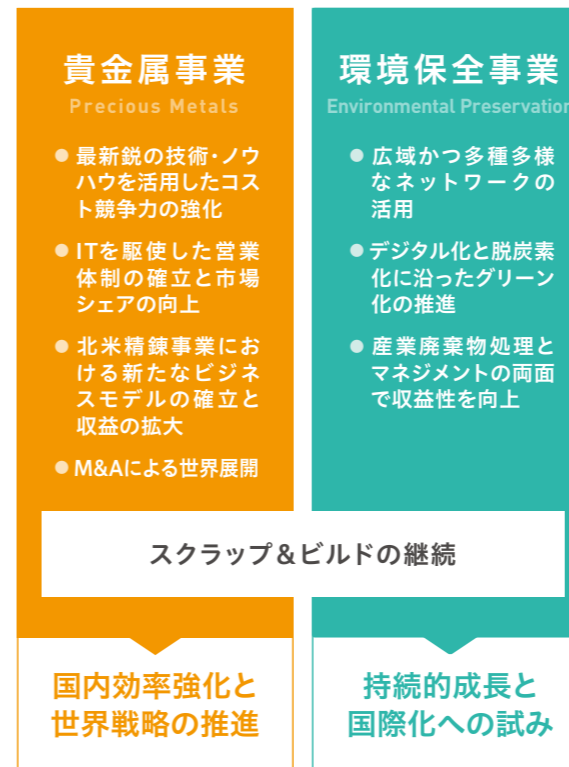 貴金属事業
Precious Metals
● 最新鋭の技術・ノウ
ハウを活用したコス
ト競争力の強化
● ITを駆使した営業
体制の確立と市場
シェアの向上
● 北米精錬事業にお
ける新たなビジネ
スモデルの確立と
収益の拡大
● M&Aによる世界展開
環境保全事業
Environmental Preservation
● 広域かつ多種多様
なネットワークの
活用
● デジタル化と脱炭素
化に沿ったグリーン
化の推進
● 産業廃棄物処理と
マネジメントの両面
で収益性を向上
スクラップ&ビルドの継続
国内効率強化と
世界戦略の推進
持続的成長と
国際化への試み